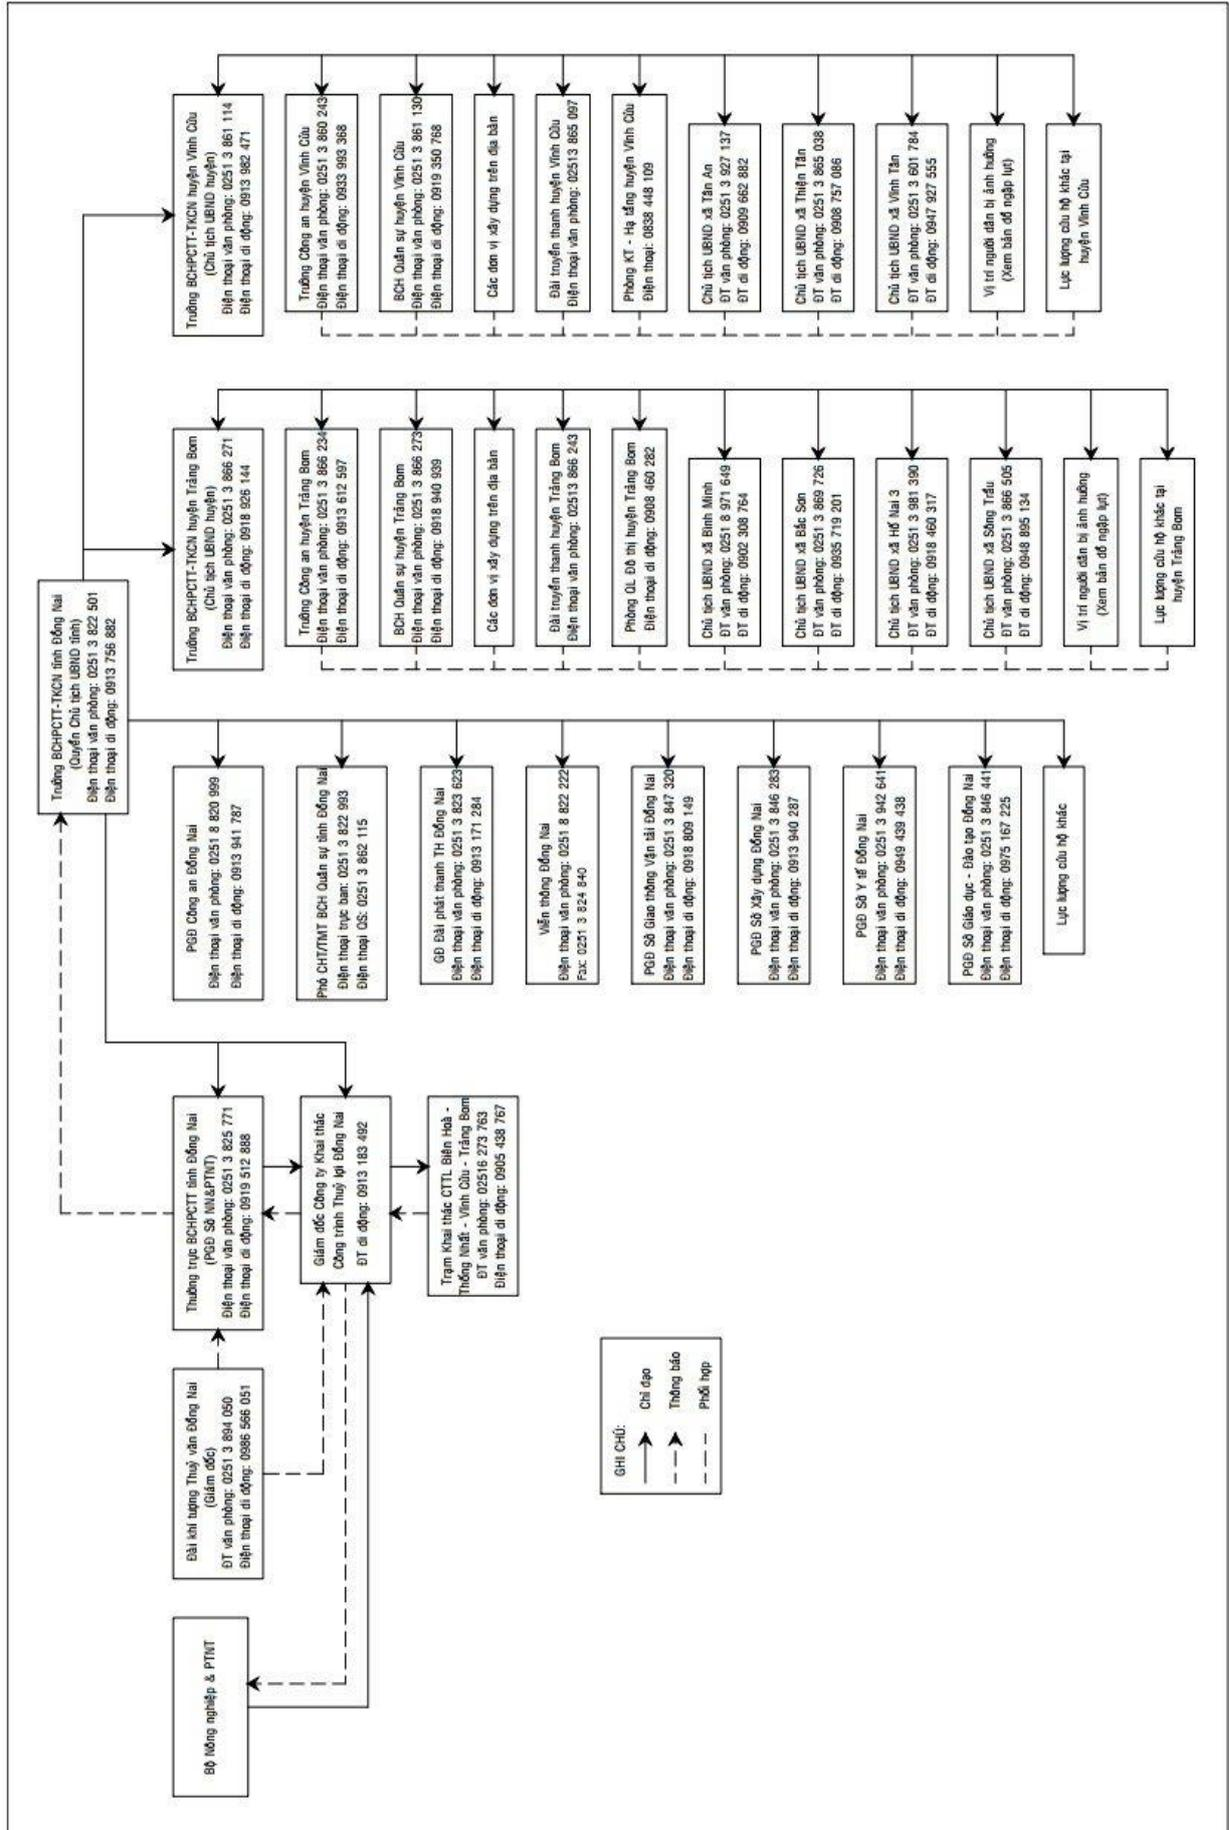 Trưởng BCHPCTT-TKCN tỉnh Đồng Nai
(Quyền Chủ tịch UBND tỉnh)
Điện thoại văn phòng: 0251 3 822 501
Điện thoại di động: 0913 756 882
Bộ Nông nghiệp & PTNT
Đài khí tượng Thuỷ văn Đồng Nai
(Giám đốc)
ĐT văn phòng: 0251 3 894 050
Điện thoại di động: 0986 566 051
Thường trực BCHPCTT tỉnh Đồng Nai
(PGĐ Sở NN&PTNT)
Điện thoại văn phòng: 0251 3 825 771
Điện thoại di động: 0919 512 888
Giám đốc Công ty Khai thác
Công trình Thuỷ lợi Đồng Nai
ĐT di động: 0913 183 492
Trạm Khai thác CTTL Biên Hoà -
Thống Nhất - Vĩnh Cửu - Trảng Bom
ĐT văn phòng: 02516 273 763
Điện thoại di động: 0905 438 767
PGĐ Công an Đồng Nai
Điện thoại văn phòng: 0251 8 820 999
Điện thoại di động: 0913 941 787
Phó CHT/TMT BCH Quân sự tỉnh Đồng Nai
Điện thoại trực ban: 0251 3 822 993
Điện thoại QS: 0251 3 862 115
GĐ Đài phát thanh TH Đồng Nai
Điện thoại văn phòng: 0251 3 823 623
Điện thoại di động: 0913 171 284
Viễn thông Đồng Nai
Điện thoại văn phòng: 0251 8 822 222
Fax: 0251 3 824 840
PGĐ Sở Giao thông Vận tải Đồng Nai
Điện thoại văn phòng: 0251 3 847 320
Điện thoại di động: 0918 809 149
PGĐ Sở Xây dựng Đồng Nai
Điện thoại văn phòng: 0251 3 846 283
Điện thoại di động: 0913 940 287
PGĐ Sở Y tế Đồng Nai
Điện thoại văn phòng: 0251 3 942 641
Điện thoại di động: 0949 439 438
PGĐ Sở Giáo dục - Đào tạo Đồng Nai
Điện thoại văn phòng: 0251 3 846 441
Điện thoại di động: 0975 167 225
Lực lượng cứu hộ khác
Trưởng BCHPCTT-TKCN huyện Trảng Bom
(Chủ tịch UBND huyện)
Điện thoại văn phòng: 0251 3 866 271
Điện thoại di động: 0918 926 144
Trưởng Công an huyện Trảng Bom
Điện thoại văn phòng: 0251 3 866 234
Điện thoại di động: 0913 612 597
BCH Quân sự huyện Trảng Bom
Điện thoại văn phòng: 0251 3 866 273
Điện thoại di động: 0918 940 939
Các đơn vị xây dựng trên địa bàn
Đài truyền thanh huyện Trảng Bom
Điện thoại văn phòng: 02513 866 243
Phòng QL Đô thị huyện Trảng Bom
Điện thoại di động: 0908 460 282
Chủ tịch UBND xã Bình Minh
ĐT văn phòng: 0251 8 971 649
ĐT di động: 0902 308 764
Chủ tịch UBND xã Bắc Sơn
ĐT văn phòng: 0251 3 869 726
ĐT di động: 0935 719 201
Chủ tịch UBND xã Hố Nai 3
ĐT văn phòng: 0251 3 981 390
ĐT di động: 0918 460 317
Chủ tịch UBND xã Sông Trầu
ĐT văn phòng: 0251 3 866 505
ĐT di động: 0948 895 134
Vị trí người dân bị ảnh hưởng
(Xem bản đồ ngập lụt)
Lực lượng cứu hộ khác tại
huyện Trảng Bom
Trưởng BCHPCTT-TKCN huyện Vĩnh Cửu
(Chủ tịch UBND huyện)
Điện thoại văn phòng: 0251 3 861 114
Điện thoại di động: 0913 982 471
Trưởng Công an huyện Vĩnh Cửu
Điện thoại văn phòng: 0251 3 860 243
Điện thoại di động: 0933 993 368
BCH Quân sự huyện Vĩnh Cửu
Điện thoại văn phòng: 0251 3 861 130
Điện thoại di động: 0919 350 768
Các đơn vị xây dựng trên địa bàn
Đài truyền thanh huyện Vĩnh Cửu
Điện thoại văn phòng: 02513 865 097
Phòng KT - Hạ tầng huyện Vĩnh Cửu
Điện thoại: 0838 448 109
Chủ tịch UBND xã Tân An
ĐT văn phòng: 0251 3 927 137
ĐT di động: 0909 662 882
Chủ tịch UBND xã Thiện Tân
ĐT văn phòng: 0251 3 865 038
ĐT di động: 0908 757 086
Chủ tịch UBND xã Vĩnh Tân
ĐT văn phòng: 0251 3 601 784
ĐT di động: 0947 927 555
Vị trí người dân bị ảnh hưởng
(Xem bản đồ ngập lụt)
Lực lượng cứu hộ khác tại
huyện Vĩnh Cửu
GHI CHÚ:
Chỉ đạo
Thông báo
Phối hợp